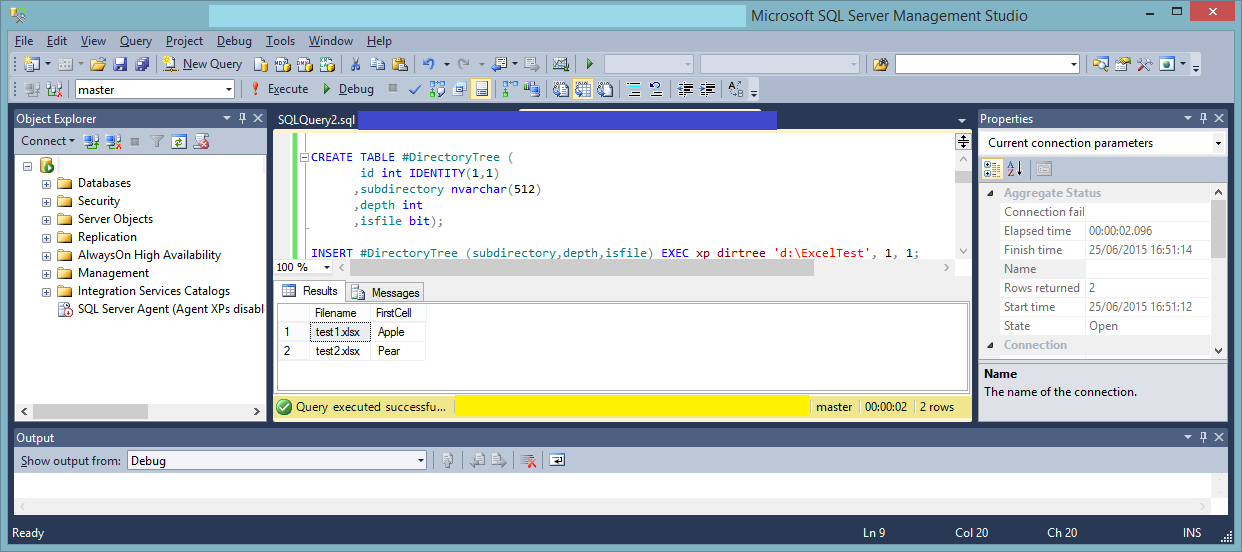 Microsoft SQL Server Management Studio
File Edit View Query Project Debug Tools Window Help
New Query
master Execute Debug
Object Explorer
Connect
Databases
Security
Server Objects
Replication
AlwaysOn High Availability
Management
Integration Services Catalogs
SQL Server Agent (Agent XPs disabl
SQLQuery2.sql
CREATE TABLE #DirectoryTree (
id int IDENTITY(1,1)
,subdirectory nvarchar(512)
,depth int
,isfile bit);
INSERT #DirectoryTree (subdirectory,depth,isfile) EXEC xp_dirtree 'd:\ExcelTest', 1, 1;
100 %
Results Messages
Filename FirstCell
1 test1.xlsx Apple
2 test2.xlsx Pear
Query executed successfu... master 00:00:02 2 rows
Properties
Current connection parameters
Aggregate Status
Connection fail
Elapsed time 00:00:02.096
Finish time 25/06/2015 16:51:14
Name
Rows returned 2
Start time 25/06/2015 16:51:12
State Open
Connection
Name
The name of the connection.
Output
Show output from: Debug
Ready Ln 9 Col 20 Ch 20 INS